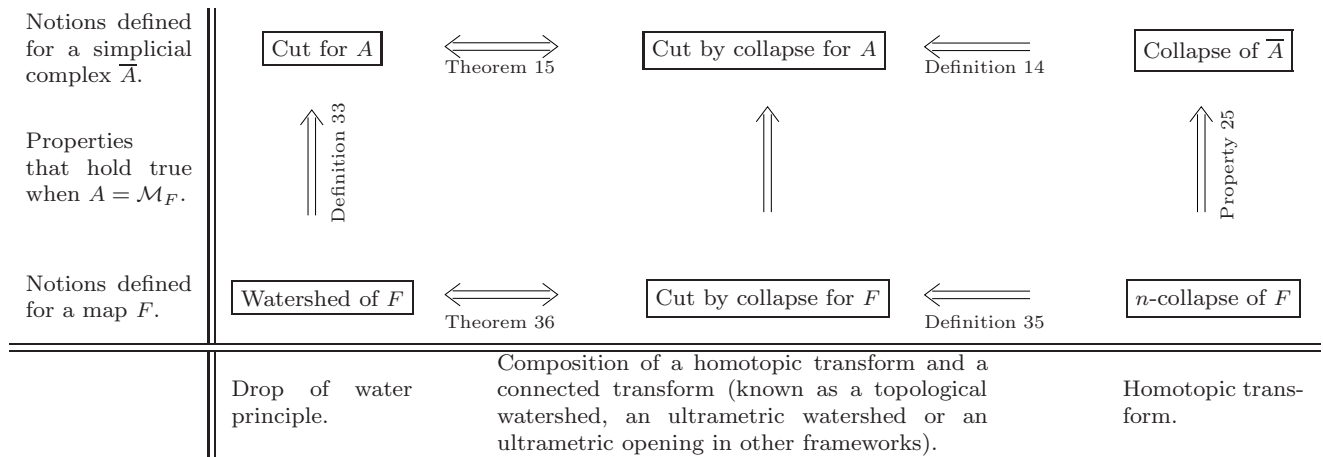 Notions defined
for a simplicial
complex A̅.
Cut for A
Theorem 15
Cut by collapse for A
Definition 14
Collapse of A̅
Properties
that hold true
when A = ℳ_F.
Definition 33
Property 25
Notions defined
for a map F.
Watershed of F
Theorem 36
Cut by collapse for F
Definition 35
n-collapse of F
Drop of water
principle.
Composition of a homotopic transform and a
connected transform (known as a topological
watershed, an ultrametric watershed or an
ultrametric opening in other frameworks).
Homotopic trans-
form.